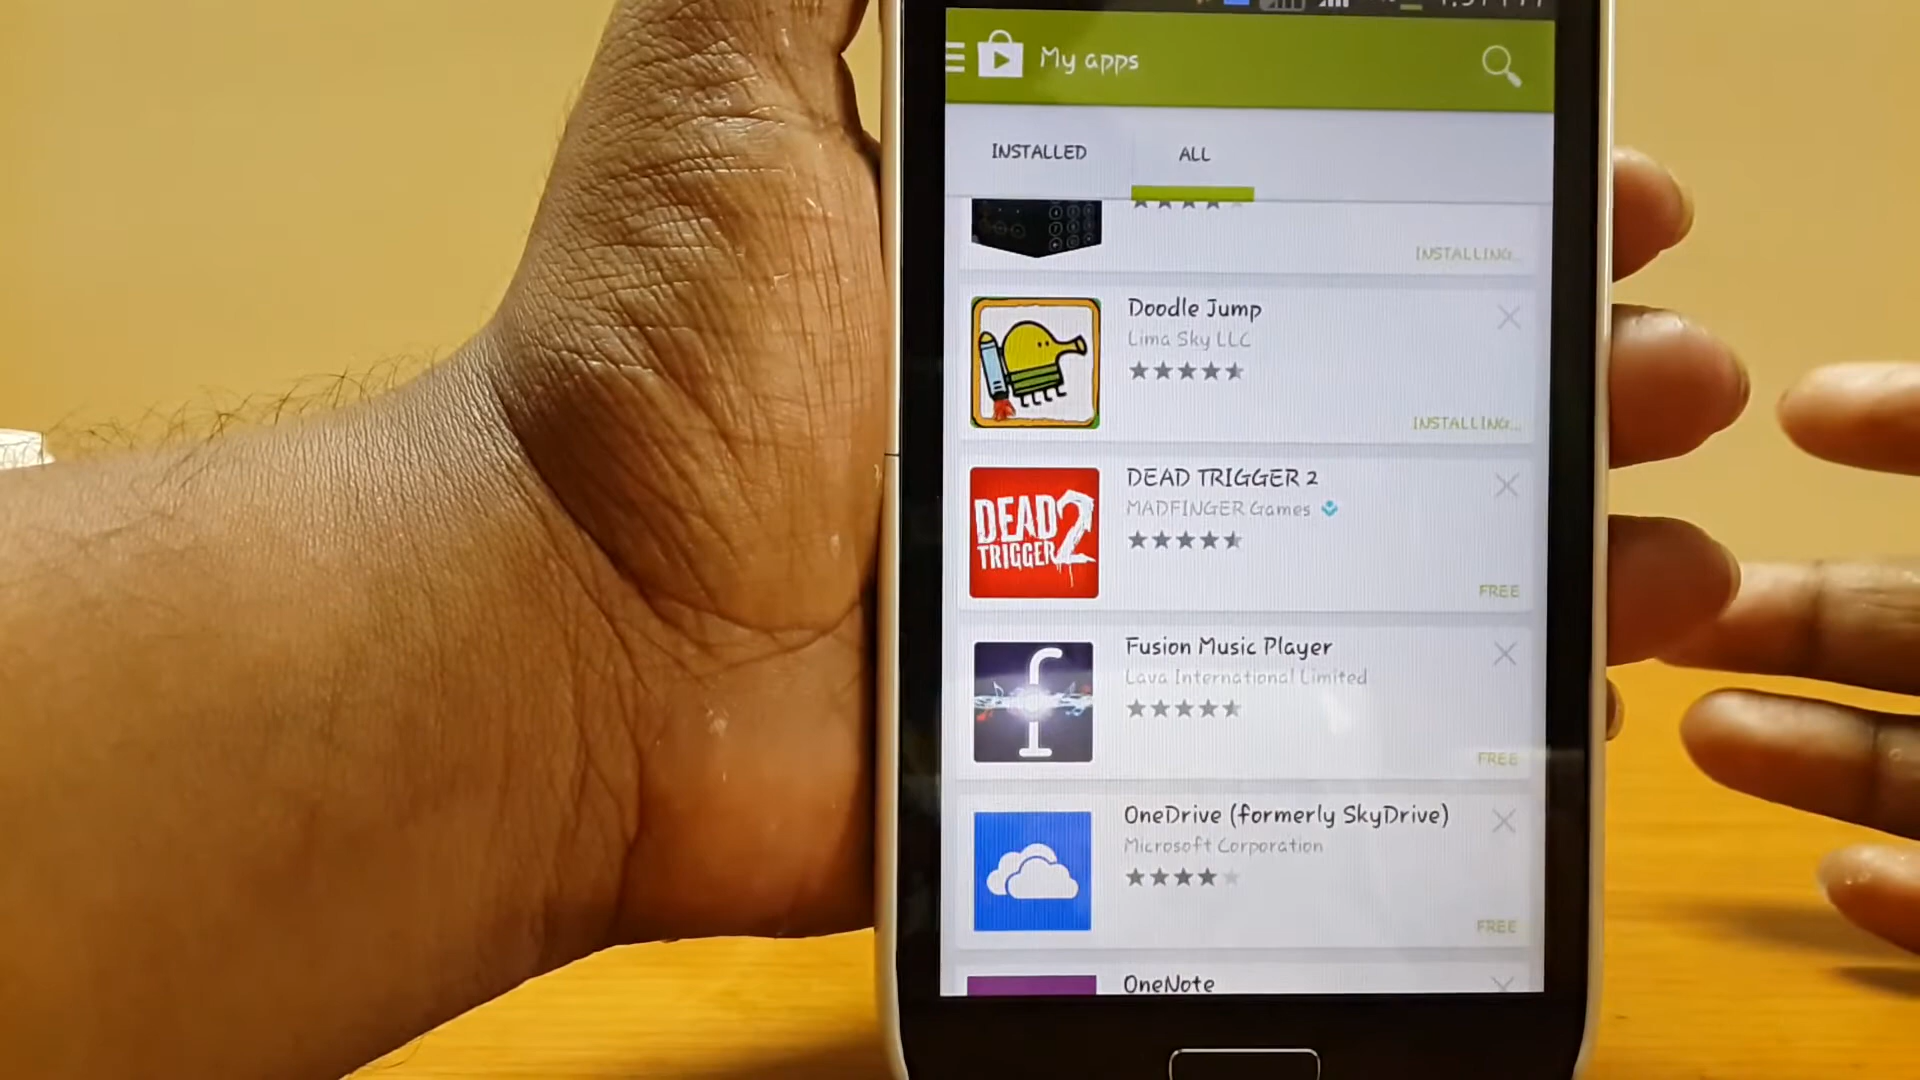 My apps
INSTALLED
ALL
INSTALLING...
Doodle Jump
Lima Sky LLC
INSTALLING...
DEAD TRIGGER 2
MADFINGER Games
DEAD
TRIGGER 2
FREE
Fusion Music Player
Lava International Limited
f
FREE
OneDrive (formerly SkyDrive)
Microsoft Corporation
FREE
OneNote